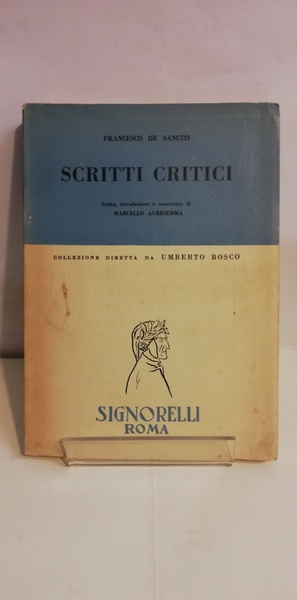 FRANCESCO DE SANCTIS
SCRITTI CRITICI
Scelta, introduzione e commento di
MARCELLO AURIGEMMA
COLLEZIONE DIRETTA DA UMBERTO BOSCO
SIGNORELLI
ROMA